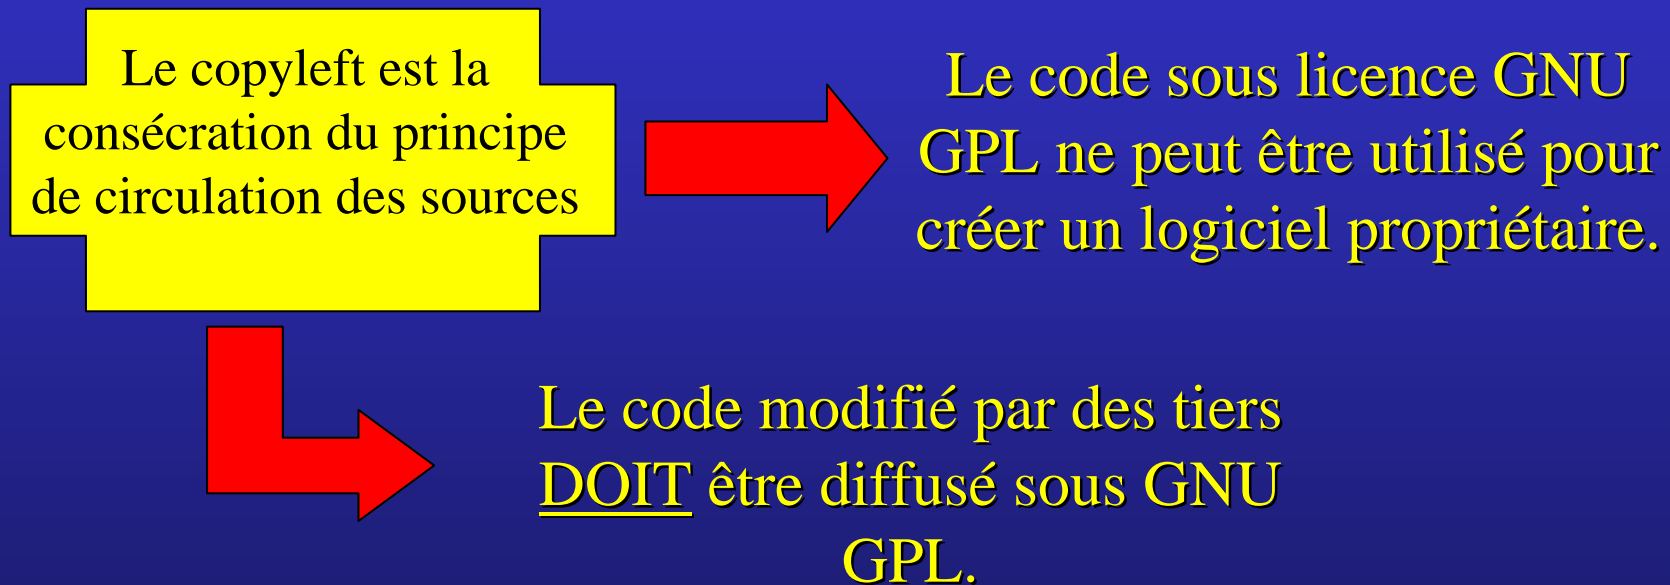 Le copyleft est la
consécration du principe
de circulation des sources
Le code sous licence GNU
GPL ne peut être utilisé pour
créer un logiciel propriétaire.
Le code modifié par des tiers
DOIT être diffusé sous GNU
GPL.